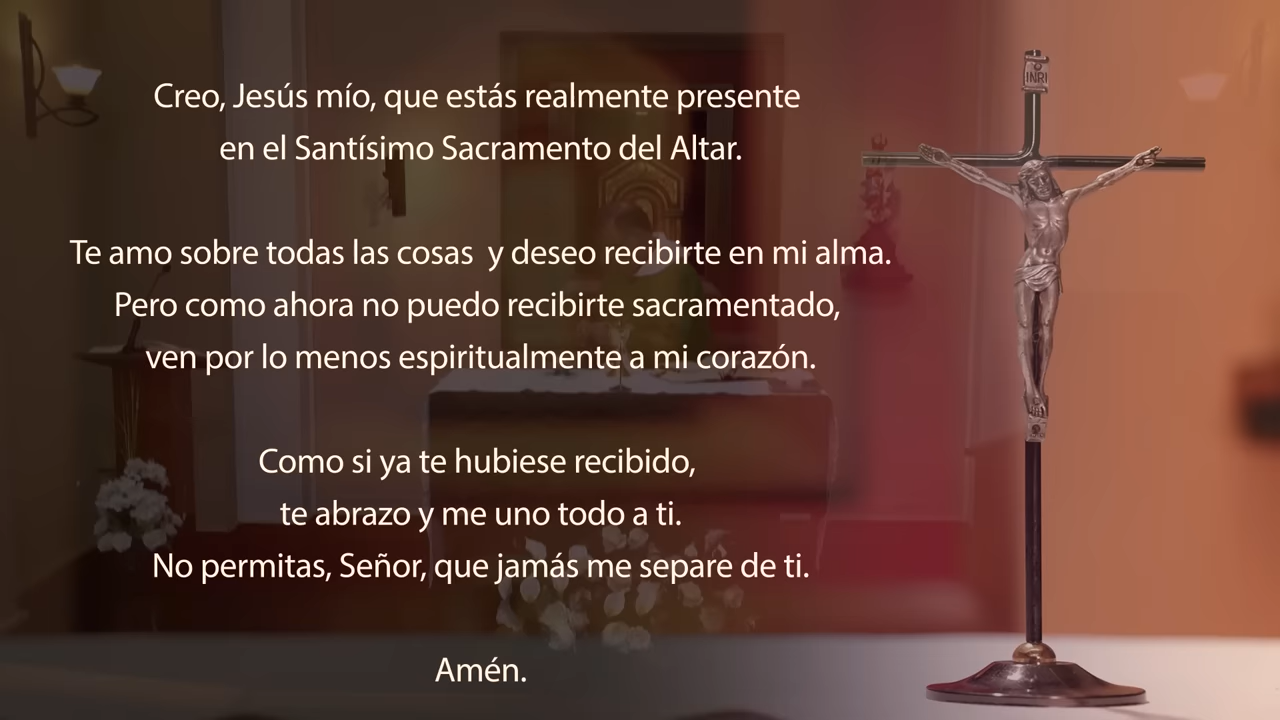 Creo, Jesús mío, que estás realmente presente
en el Santísimo Sacramento del Altar.
Te amo sobre todas las cosas  y deseo recibirte en mi alma.
Pero como ahora no puedo recibirte sacramentado,
ven por lo menos espiritualmente a mi corazón.
Como si ya te hubiese recibido,
te abrazo y me uno todo a ti.
No permitas, Señor, que jamás me separe de ti.
Amén.
INRI